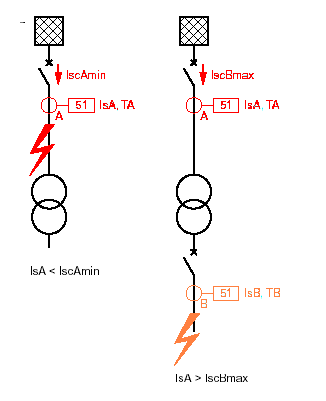 IscAmin
51 IsA, TA
A
IsA < IscAmin
IscBmax
51 IsA, TA
A
51 IsB, TB
B
IsA > IscBmax